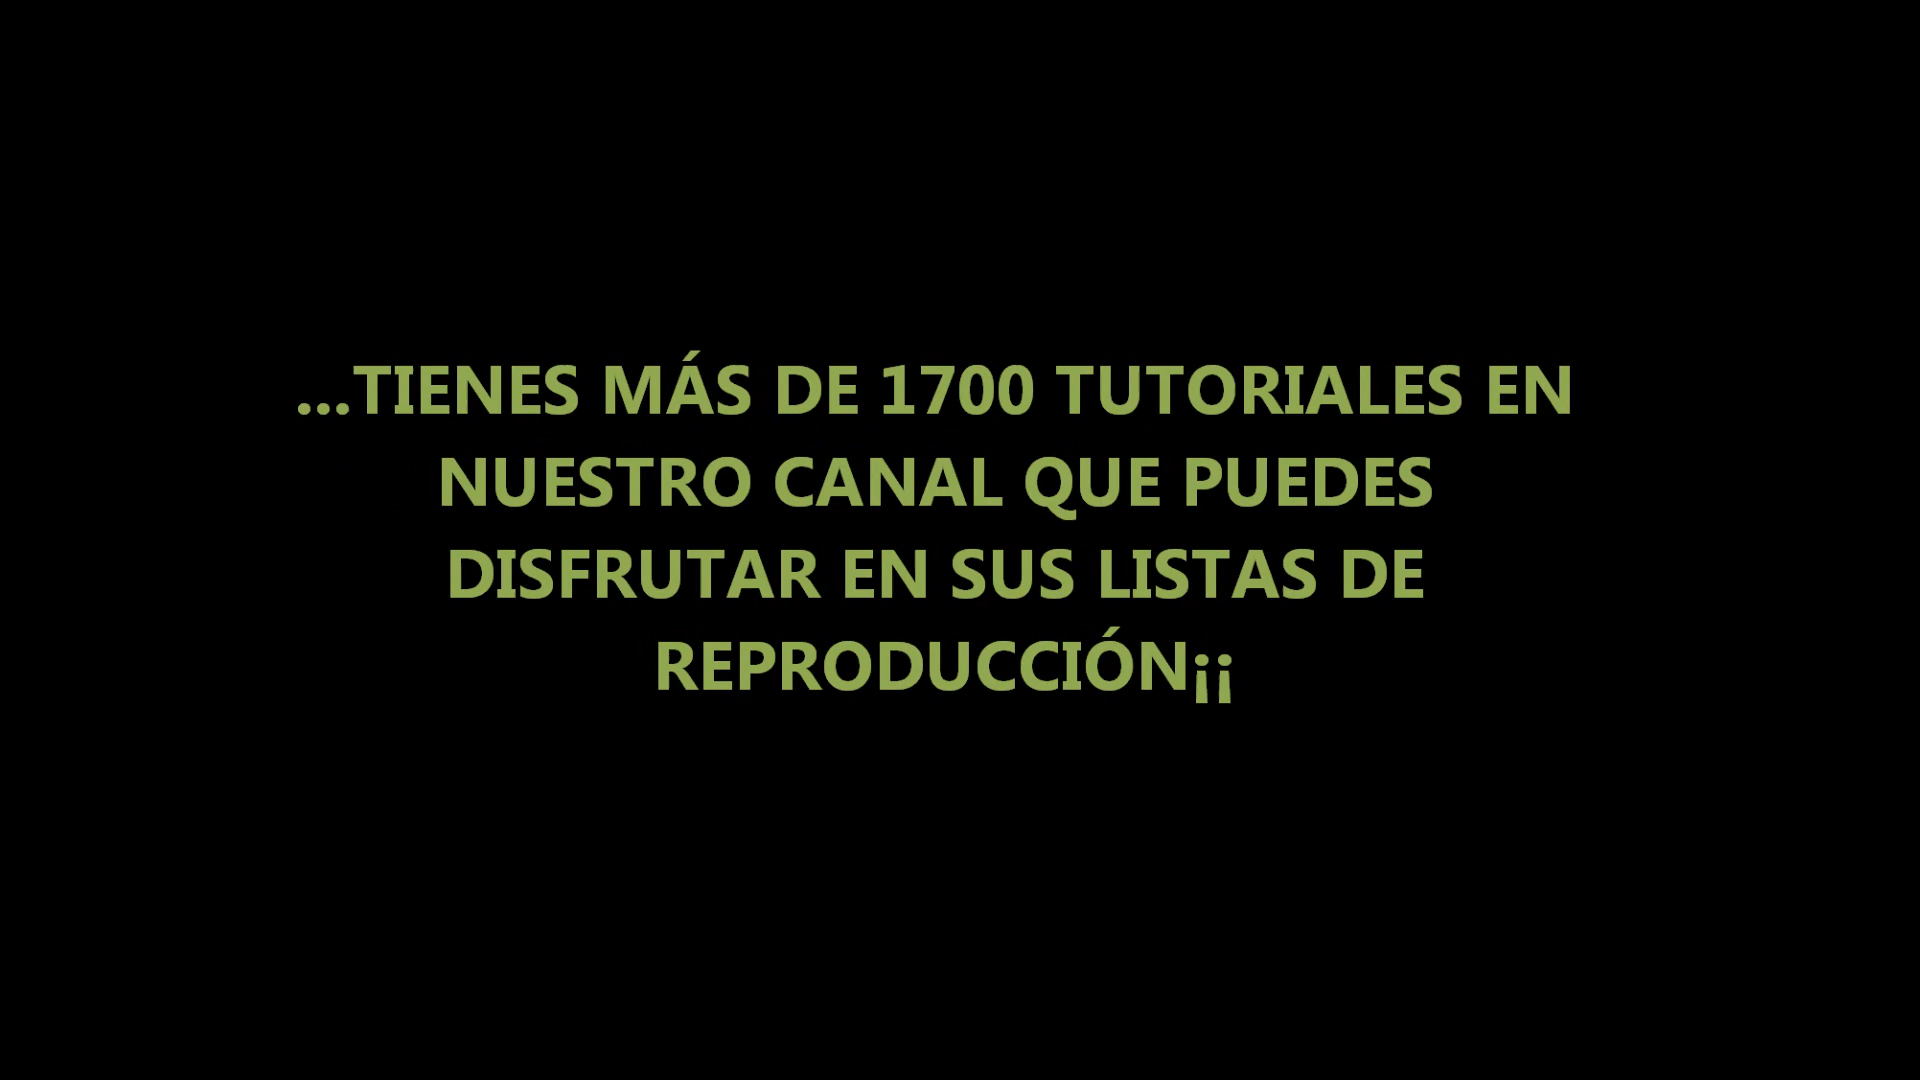 ...TIENES MÁS DE 1700 TUTORIALES EN
NUESTRO CANAL QUE PUEDES
DISFRUTAR EN SUS LISTAS DE
REPRODUCCIÓN¡¡